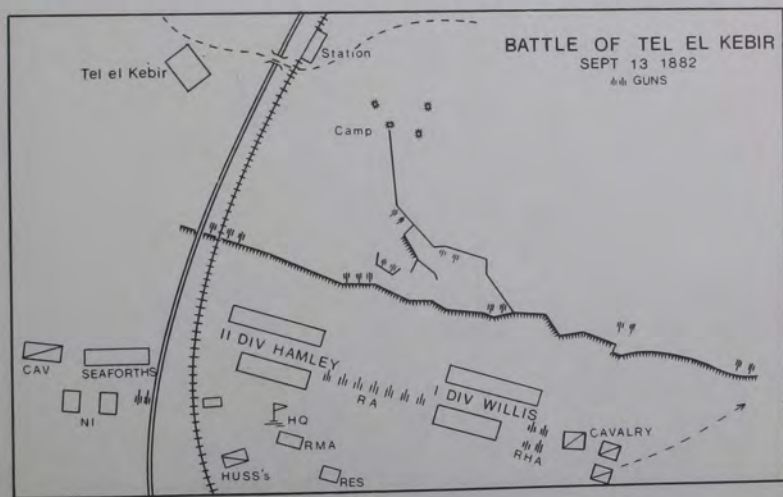 BATTLE OF TEL EL KEBIR
SEPT 13 1882
GUNS
Station
Tel el Kebir
Camp
II DIV HAMLEY
I DIV WILLIS
CAV
SEAFORTHS
NI
RA
HQ
RMA
HUSS's
RES
RHA
CAVALRY